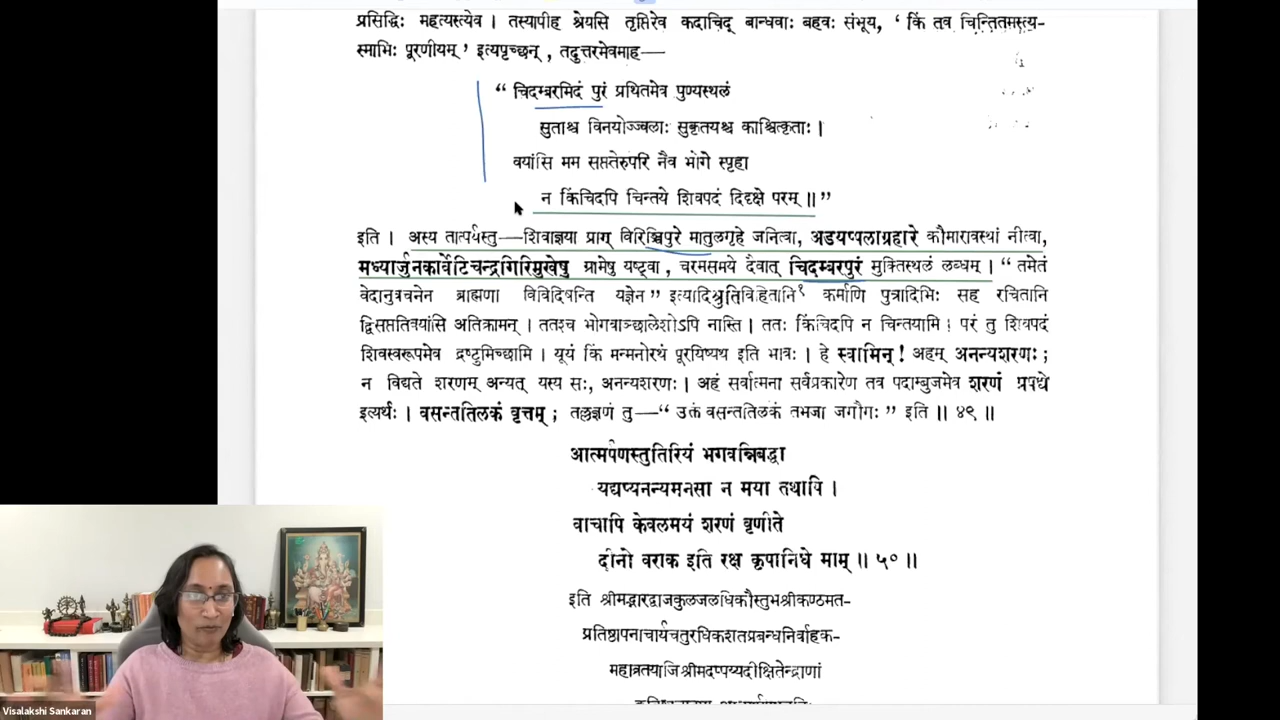 प्रसिद्धिः महत्यस्त्येव । तस्यापीह श्रेयसि तृप्तिरेव कदाचिद् बान्धवाः बहवः संभूय, ‘ किं तव चिन्तितमस्त्य-
स्माभिः पूरणीयम् ’ इत्यपृच्छन् , तदुत्तरमेवमाह—
“ चिदम्बरमिदं पुरं प्रथितमेव पुण्यस्थलं
सुताश्च विनयोज्ज्वलाः सुकृतयश्च काश्चित्कृताः ।
वयांसि मम सप्ततेरुपरि नैव भोगे स्पृहा
न किंचिदपि चिन्तये शिवपदं दिदृक्षे परम् ॥ ”
इति । अस्य तात्पर्यस्तु—शिवाज्ञया प्राग् विरिञ्चिपुरे मातुलगृहे जनित्वा, अडयप्पलाग्रहारे कौमारावस्थां नीत्वा,
मध्यार्जुनकार्वेटिचन्द्रगिरिमुखेषु ग्रामेषु यष्ट्वा , चरमसमये दैवात् चिदम्बरपुरं मुक्तिस्थलं लब्धम् । “ तमेतं
वेदानुवचनेन ब्राह्मणा विविदिषन्ति यज्ञेन ” इत्यादिश्रुतिविहितानि¹ कर्माणि पुत्रादिभिः सह रचितानि
द्विसप्ततिवयांसि अतिक्रामन् । ततश्च भोगवाञ्छालेशोऽपि नास्ति । ततः किंचिदपि न चिन्तयामि ; परं तु शिवपदं
शिवस्वरूपमेव द्रष्टुमिच्छामि । यूयं किं मन्मनोरथं पूरयिष्यथ इति भावः । हे स्वामिन् ! अहम् अनन्यशरणः ;
न विद्यते शरणम् अन्यत् यस्य सः, अनन्यशरणः । अहं सर्वात्मना सर्वप्रकारेण तव पदाम्बुजमेव शरणं प्रपद्ये
इत्यर्थः । वसन्ततिलकं वृत्तम् ; तल्लक्षणं तु—“ उक्तं वसन्ततिलकं तभजा जगौगः ” इति ॥ ४९ ॥
आत्मार्पणस्तुतिरियं भगवन्निबद्धा
यद्यप्यनन्यमनसा न मया तथापि ।
वाचापि केवलमयं शरणं वृणीते
दीनो वराक इति रक्ष कृपानिधे माम् ॥ ५० ॥
इति श्रीमद्भारद्वाजकुलजलधिकौस्तुभश्रीकण्ठमत-
प्रतिष्ठापनाचार्यचतुरधिकशतप्रबन्धनिर्वाहक-
महाव्रतयाजिश्रीमदप्पय्यदीक्षितेन्द्राणां
Visalakshi Sankaran